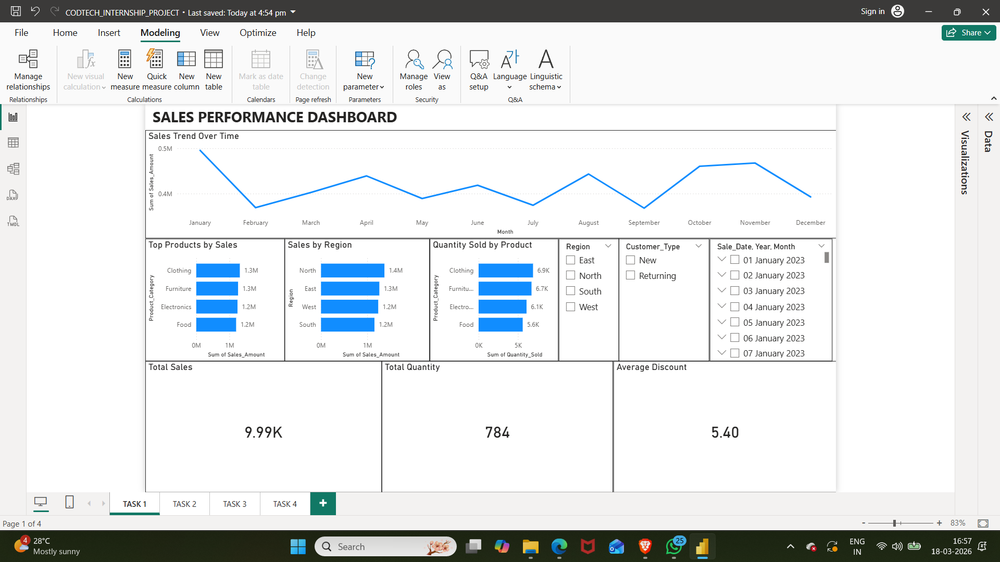 CODTECH_INTERNSHIP_PROJECT • Last saved: Today at 4:54 pm
Sign in
File Home Insert Modeling View Optimize Help
Share
Manage relationships
New visual calculation
New measure
Quick measure
New column
New table
Mark as date table
Change detection
New parameter
Manage roles
View as
Q&A setup
Language
Linguistic schema
Relationships
Calculations
Calendars
Page refresh
Parameters
Security
Q&A
DAX
TMDL
Visualizations
Data
SALES PERFORMANCE DASHBOARD
Sales Trend Over Time
Sum of Sales_Amount
0.5M
0.4M
January February March April May June July August September October November December
Month
Top Products by Sales
Product_Category
Clothing 1.3M
Furniture 1.3M
Electronics 1.2M
Food 1.2M
0M 1M
Sum of Sales_Amount
Sales by Region
Region
North 1.4M
East 1.3M
West 1.2M
South 1.2M
0M 1M
Sum of Sales_Amount
Quantity Sold by Product
Product_Category
Clothing 6.9K
Furnitu... 6.7K
Electro... 6.1K
Food 5.6K
0K 5K
Sum of Quantity_Sold
Region
East
North
South
West
Customer_Type
New
Returning
Sale_Date, Year, Month
01 January 2023
02 January 2023
03 January 2023
04 January 2023
05 January 2023
06 January 2023
07 January 2023
Total Sales
9.99K
Total Quantity
784
Average Discount
5.40
TASK 1 TASK 2 TASK 3 TASK 4 +
Page 1 of 4
- + 83%
4
28°C
Mostly sunny
Search
25
ENG
IN
16:57
18-03-2026